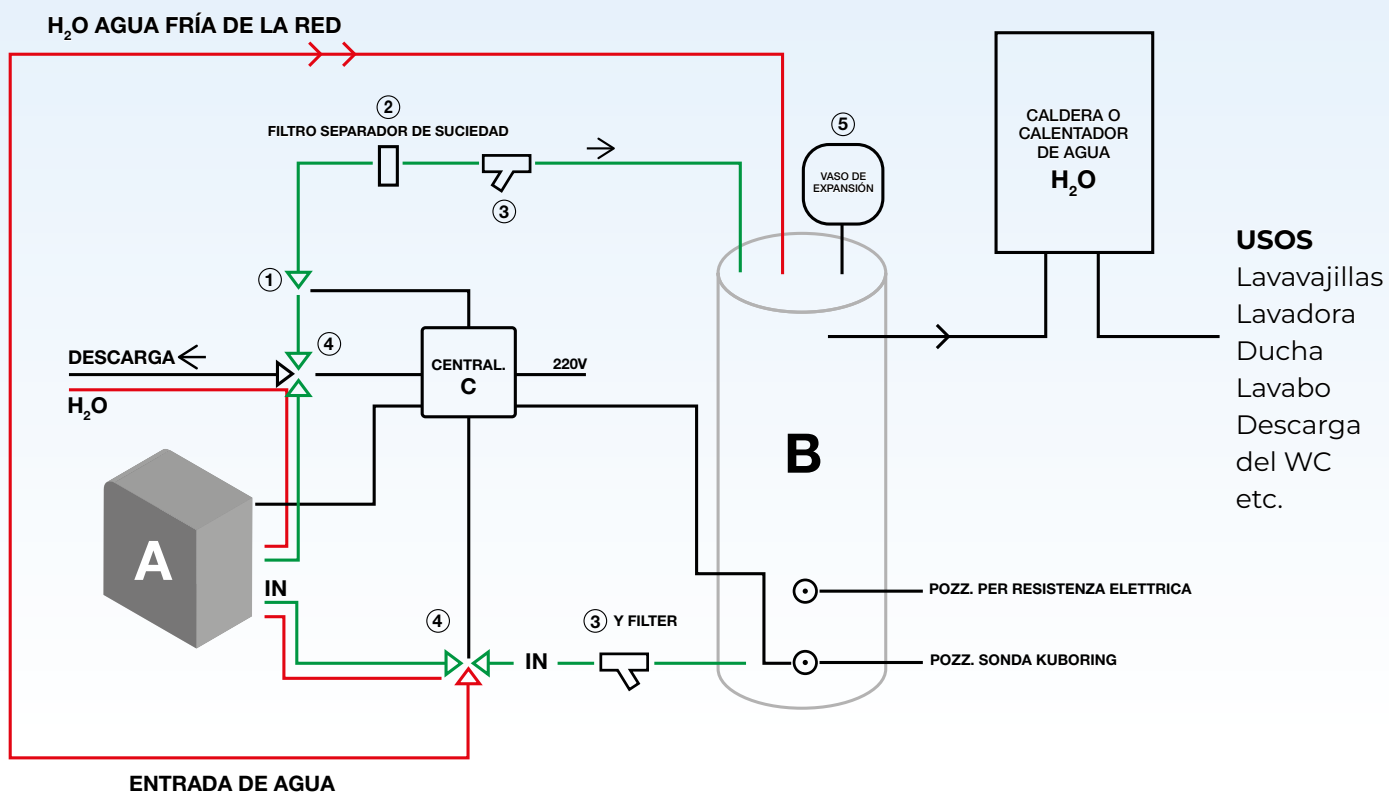 H₂O AGUA FRÍA DE LA RED
2
FILTRO SEPARADOR DE SUCIEDAD
3
5
VASO DE
EXPANSIÓN
CALDERA O
CALENTADOR
DE AGUA
H₂O
USOS
Lavavajillas
Lavadora
Ducha
Lavabo
Descarga
del WC
etc.
1
4
DESCARGA
H₂O
CENTRAL.
C
220V
B
A
IN
4
IN
3 Y FILTER
POZZ. PER RESISTENZA ELETTRICA
POZZ. SONDA KUBORING
ENTRADA DE AGUA